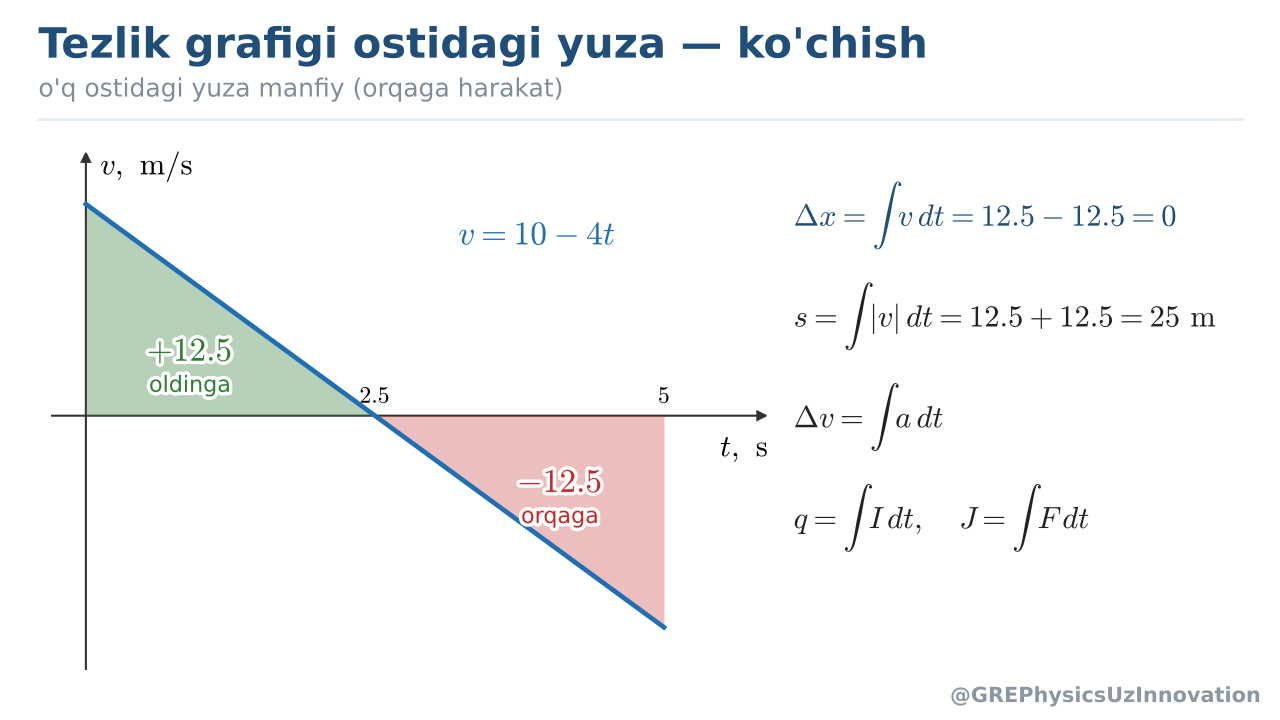 Tezlik grafigi ostidagi yuza — ko'chish
o'q ostidagi yuza manfiy (orqaga harakat)
v, m/s
v = 10 − 4t
+12.5
oldinga
2.5
5
t, s
−12.5
orqaga
Δx = ∫v dt = 12.5 − 12.5 = 0
s = ∫|v| dt = 12.5 + 12.5 = 25 m
Δv = ∫a dt
q = ∫I dt, J = ∫F dt
@GREPhysicsUzInnovation